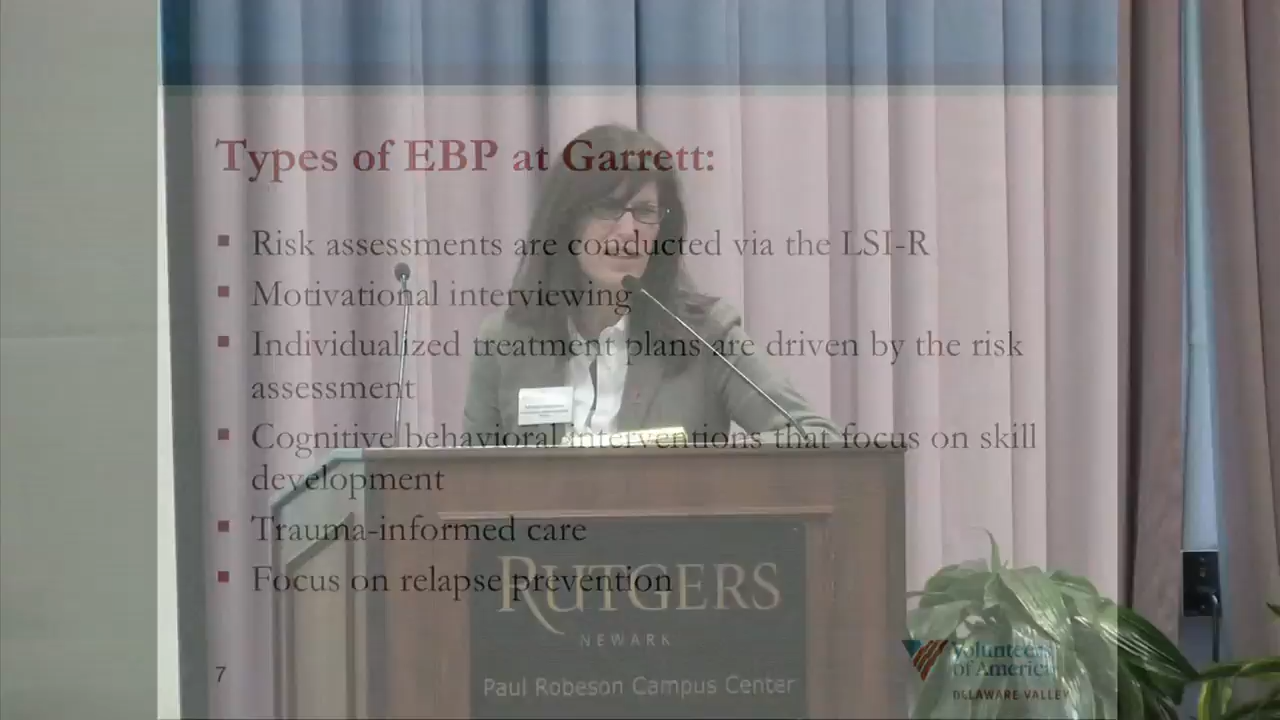 Types of EBP at Garrett:
▪ Risk assessments are conducted via the LSI-R
▪ Motivational interviewing
▪ Individualized treatment plans are driven by the risk
assessment
▪ Cognitive behavioral interventions that focus on skill
development
▪ Trauma-informed care
▪ Focus on relapse prevention
RUTGERS
NEWARK
Paul Robeson Campus Center
7
Volunteers
of America
DELAWARE VALLEY